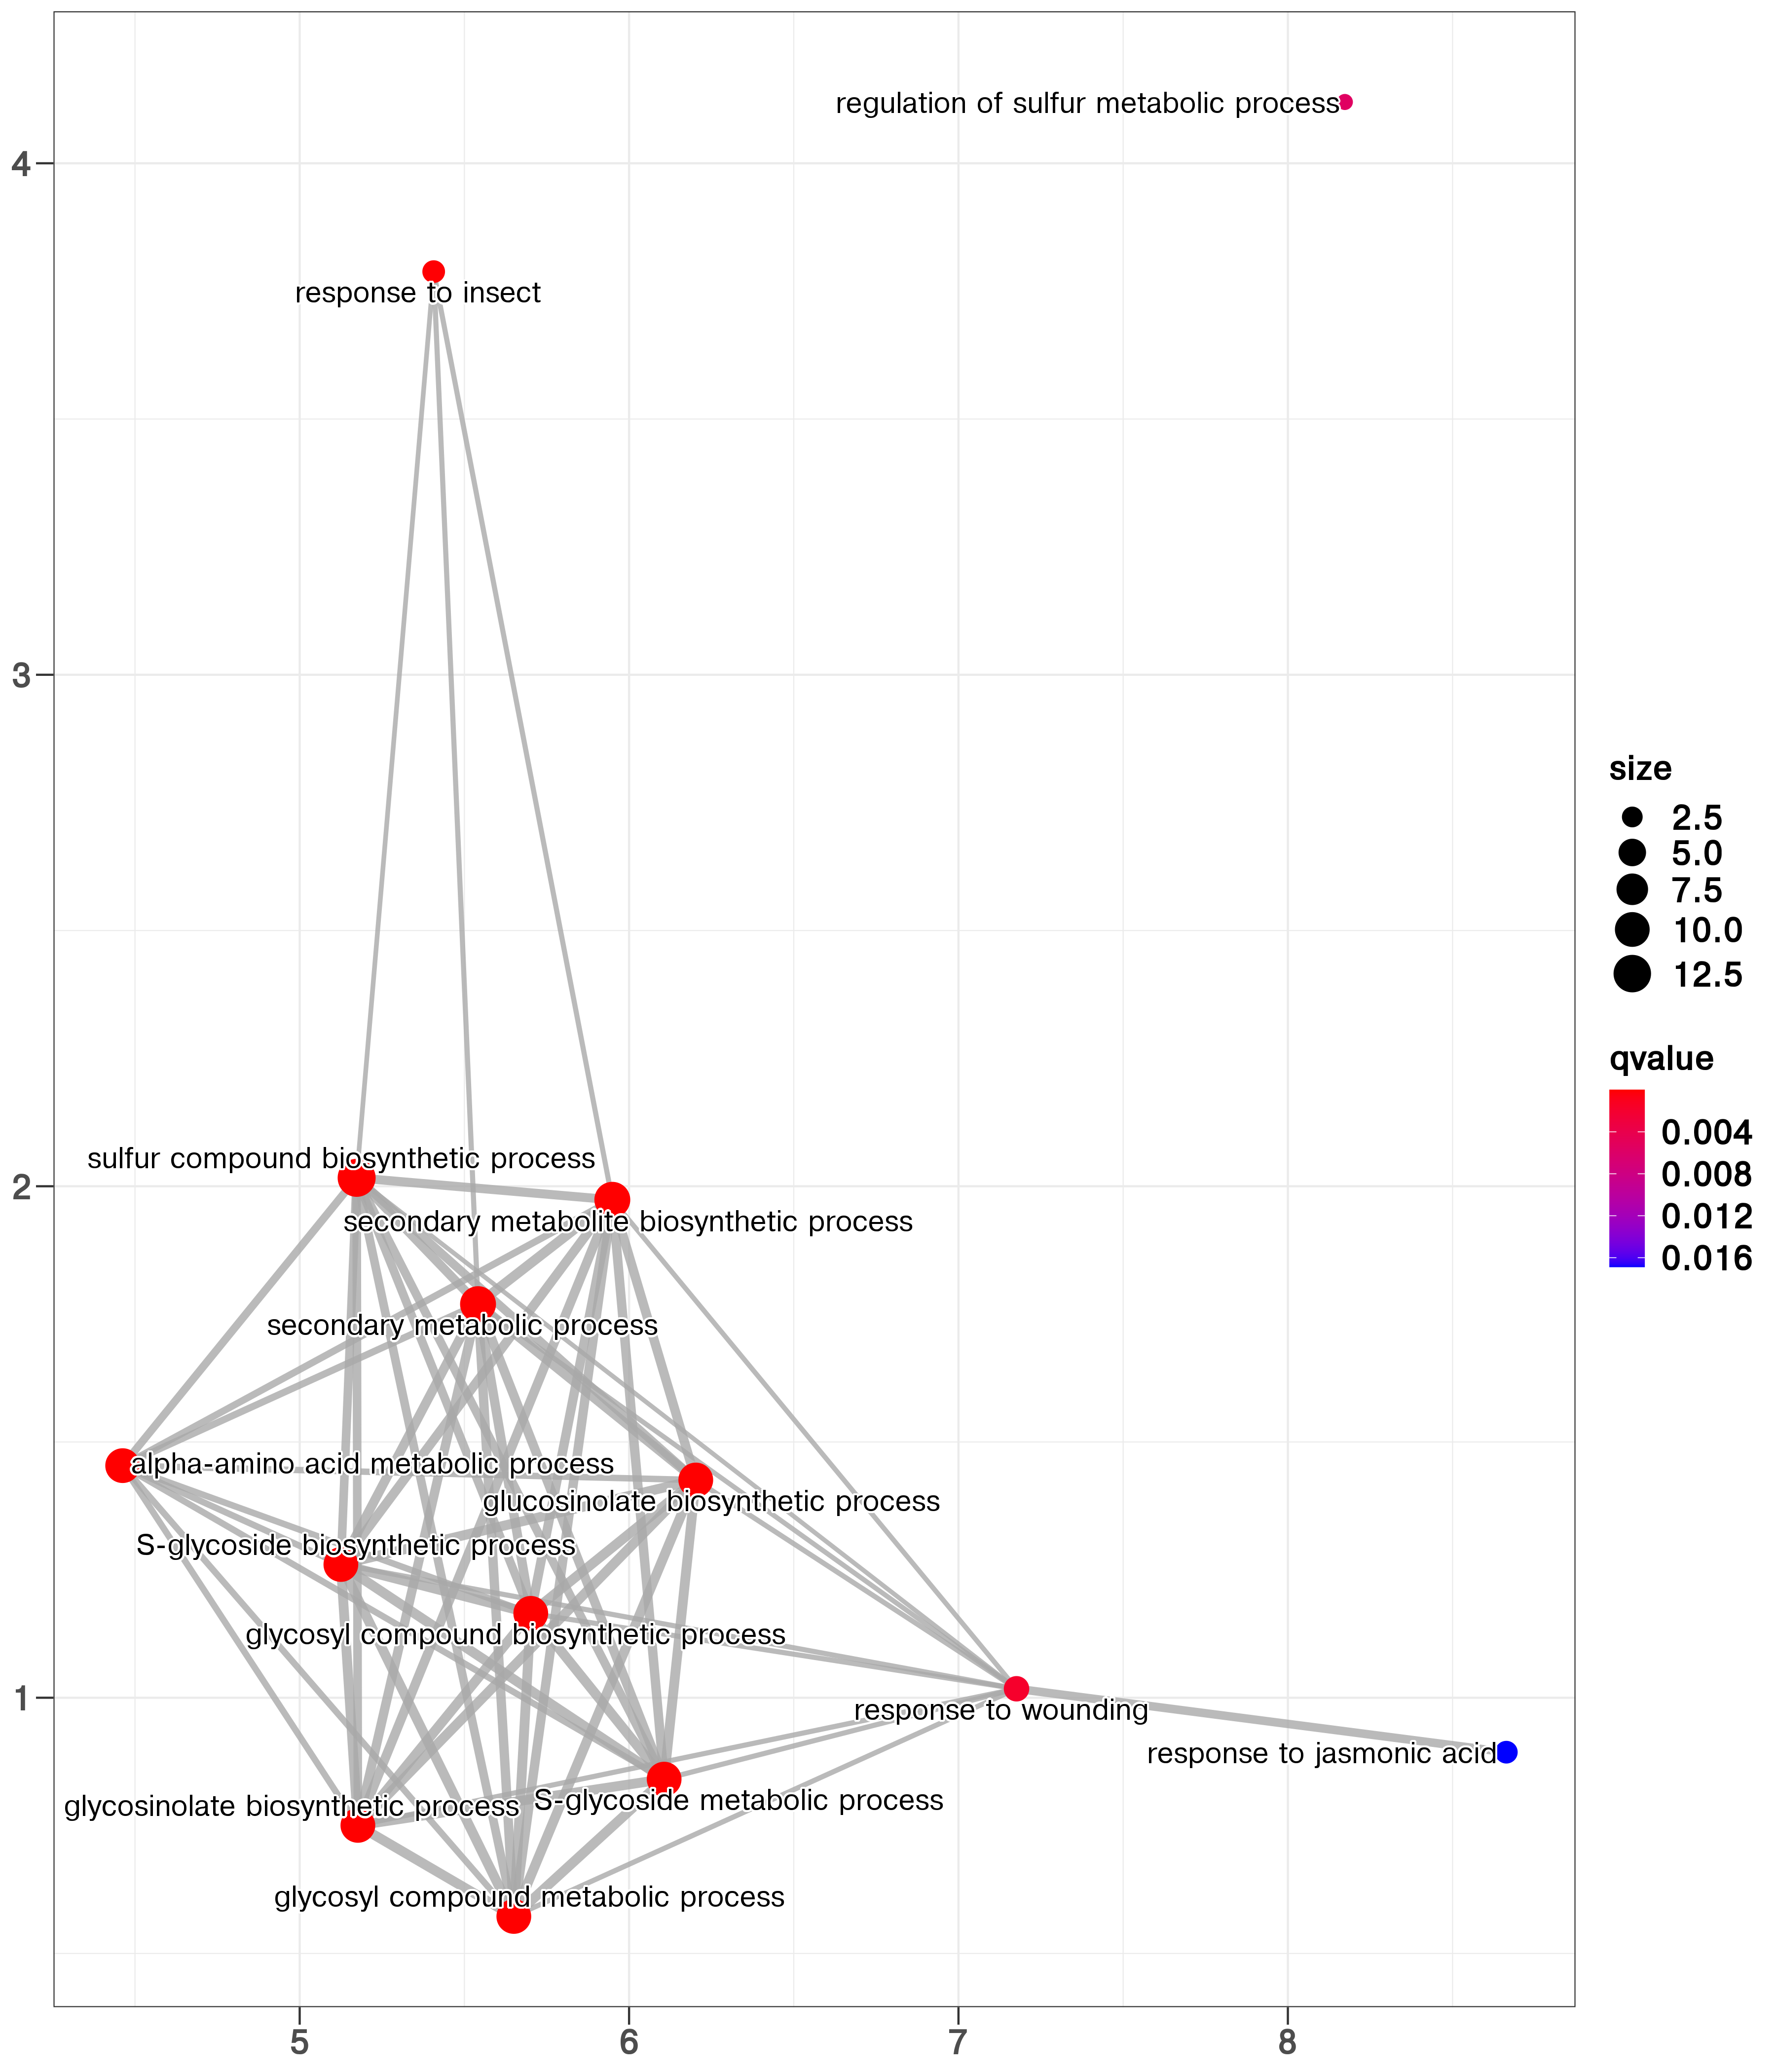 regulation of sulfur metabolic process
4
response to insect
3
sulfur compound biosynthetic process
2
secondary metabolite biosynthetic process
secondary metabolic process
alpha-amino acid metabolic process
glucosinolate biosynthetic process
S-glycoside biosynthetic process
glycosyl compound biosynthetic process
1
response to wounding
response to jasmonic acid
S-glycoside metabolic process
glycosinolate biosynthetic process
glycosyl compound metabolic process
5
6
7
8
size
2.5
5.0
7.5
10.0
12.5
qvalue
0.004
0.008
0.012
0.016